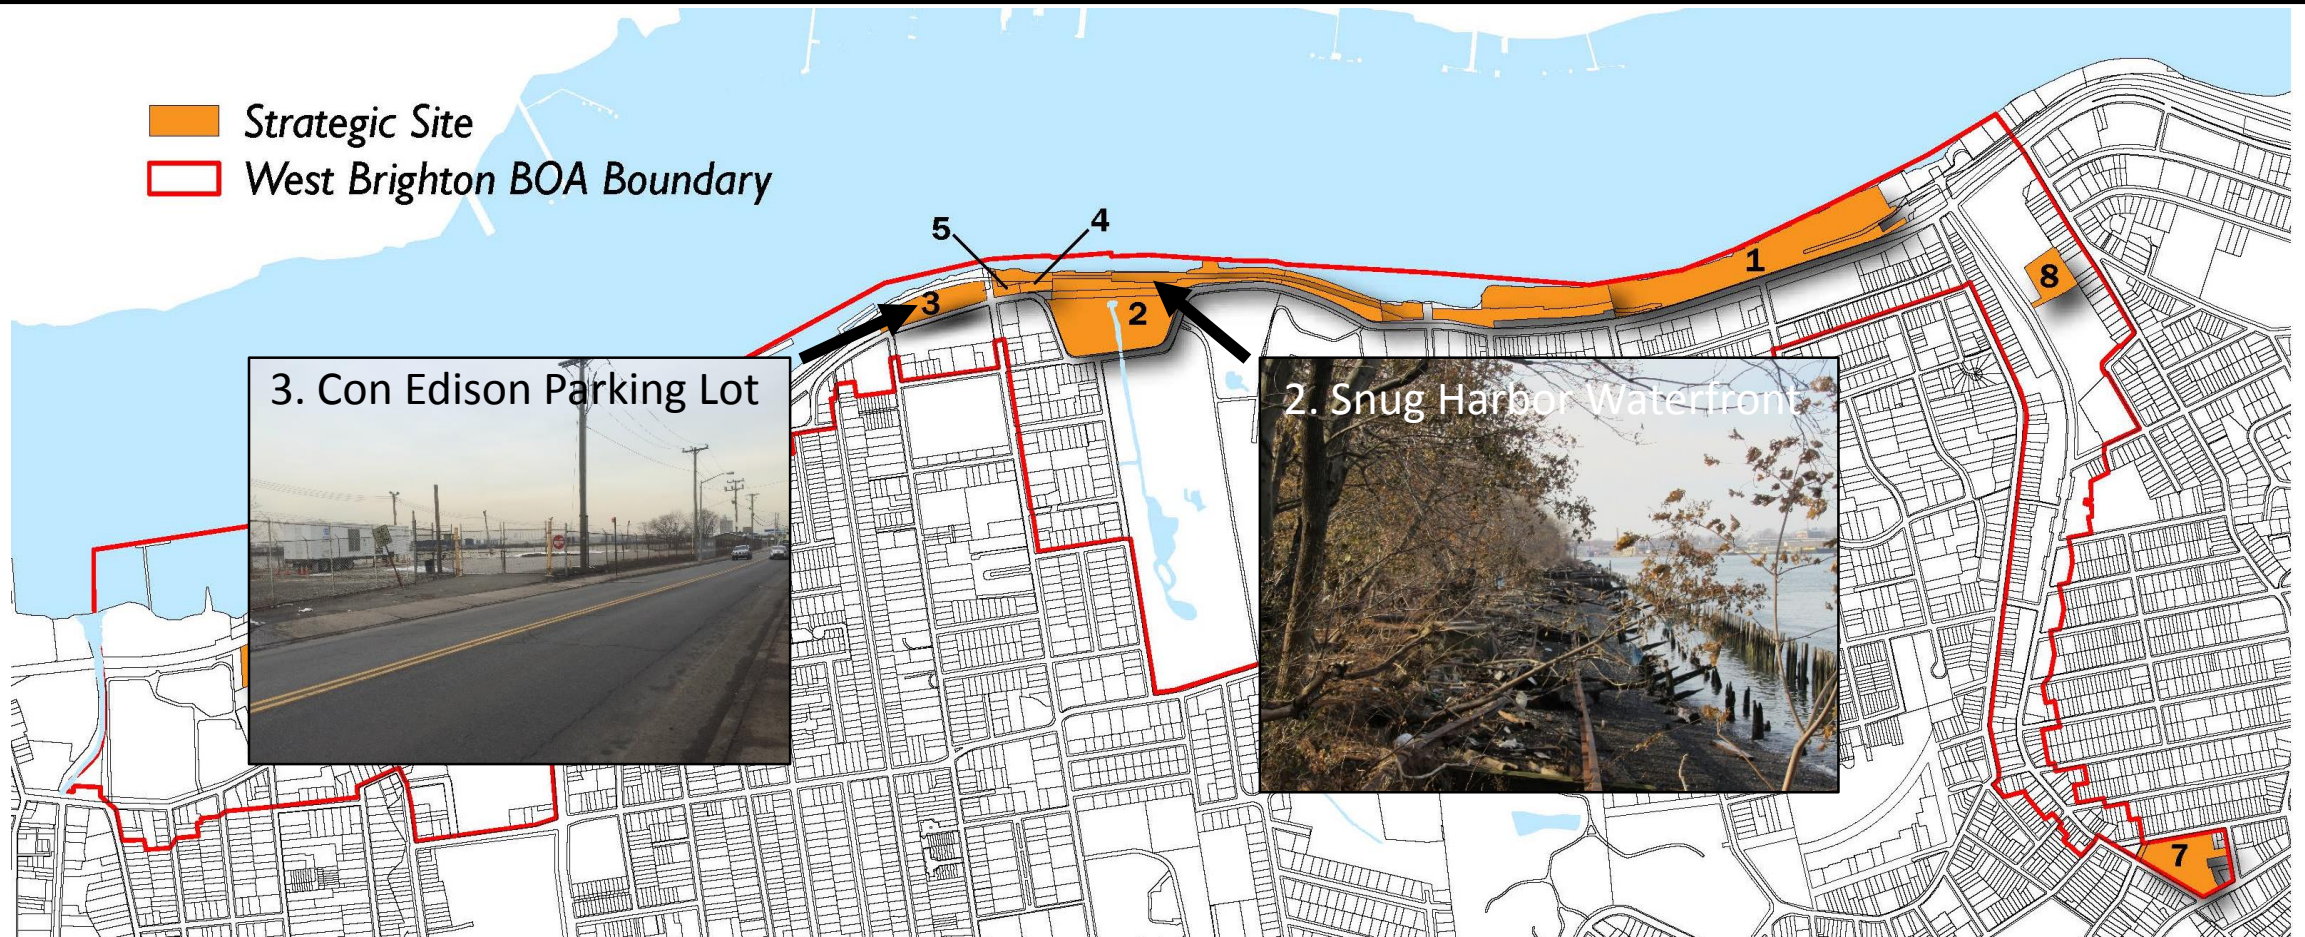 Strategic Site
West Brighton BOA Boundary
5
4
3
2
1
8
3. Con Edison Parking Lot
2. Snug Harbor Waterfront
7